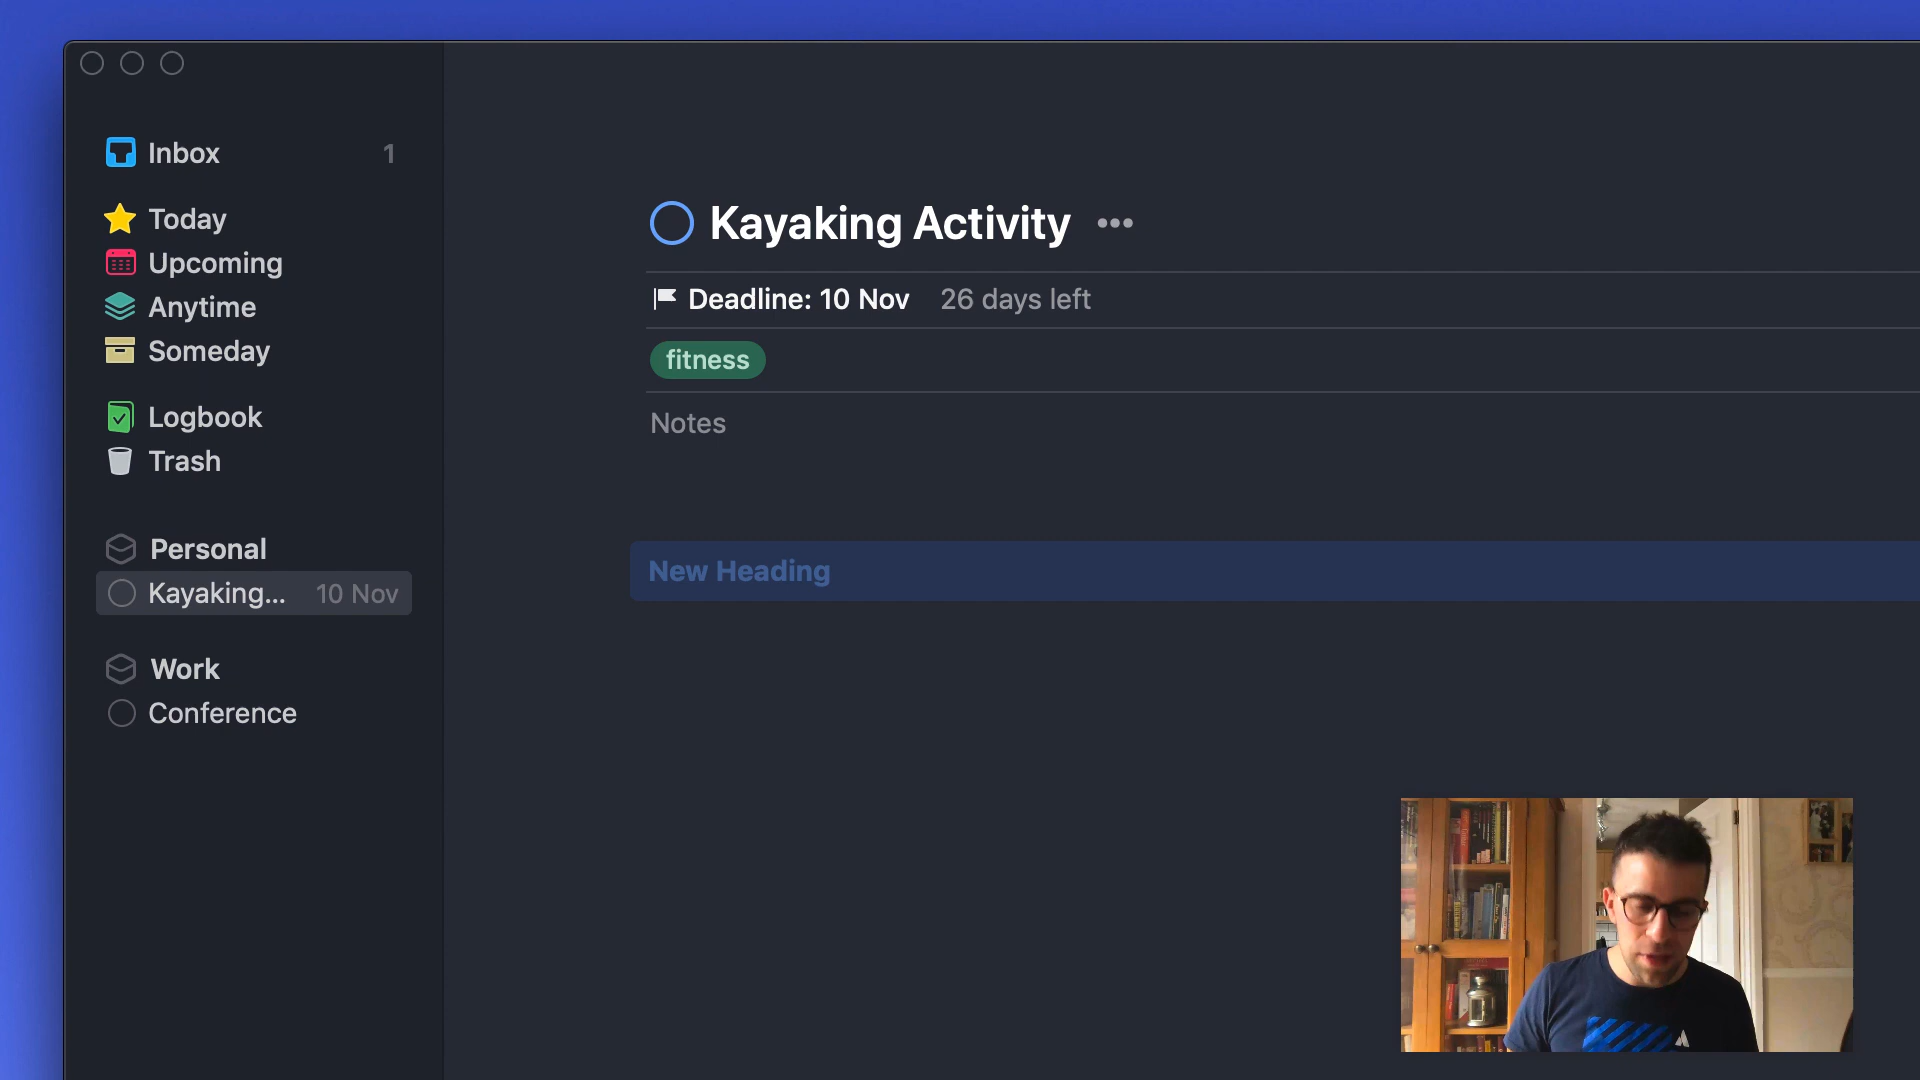 Inbox 1
Today
Upcoming
Anytime
Someday
Logbook
Trash
Personal
Kayaking... 10 Nov
Work
Conference
Kayaking Activity
Deadline: 10 Nov 26 days left
fitness
Notes
New Heading